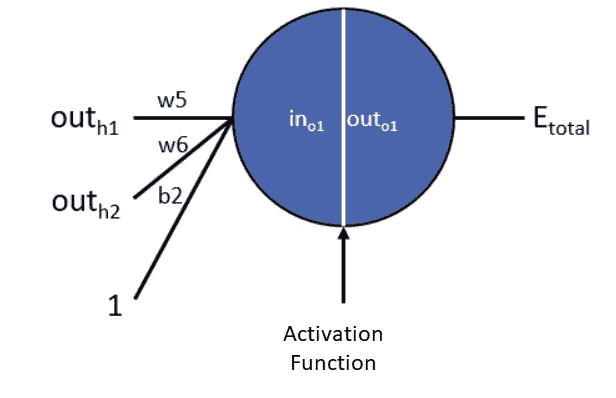 out_h1 w5
w6
out_h2 b2
1
in_o1 out_o1
E_total
Activation
Function